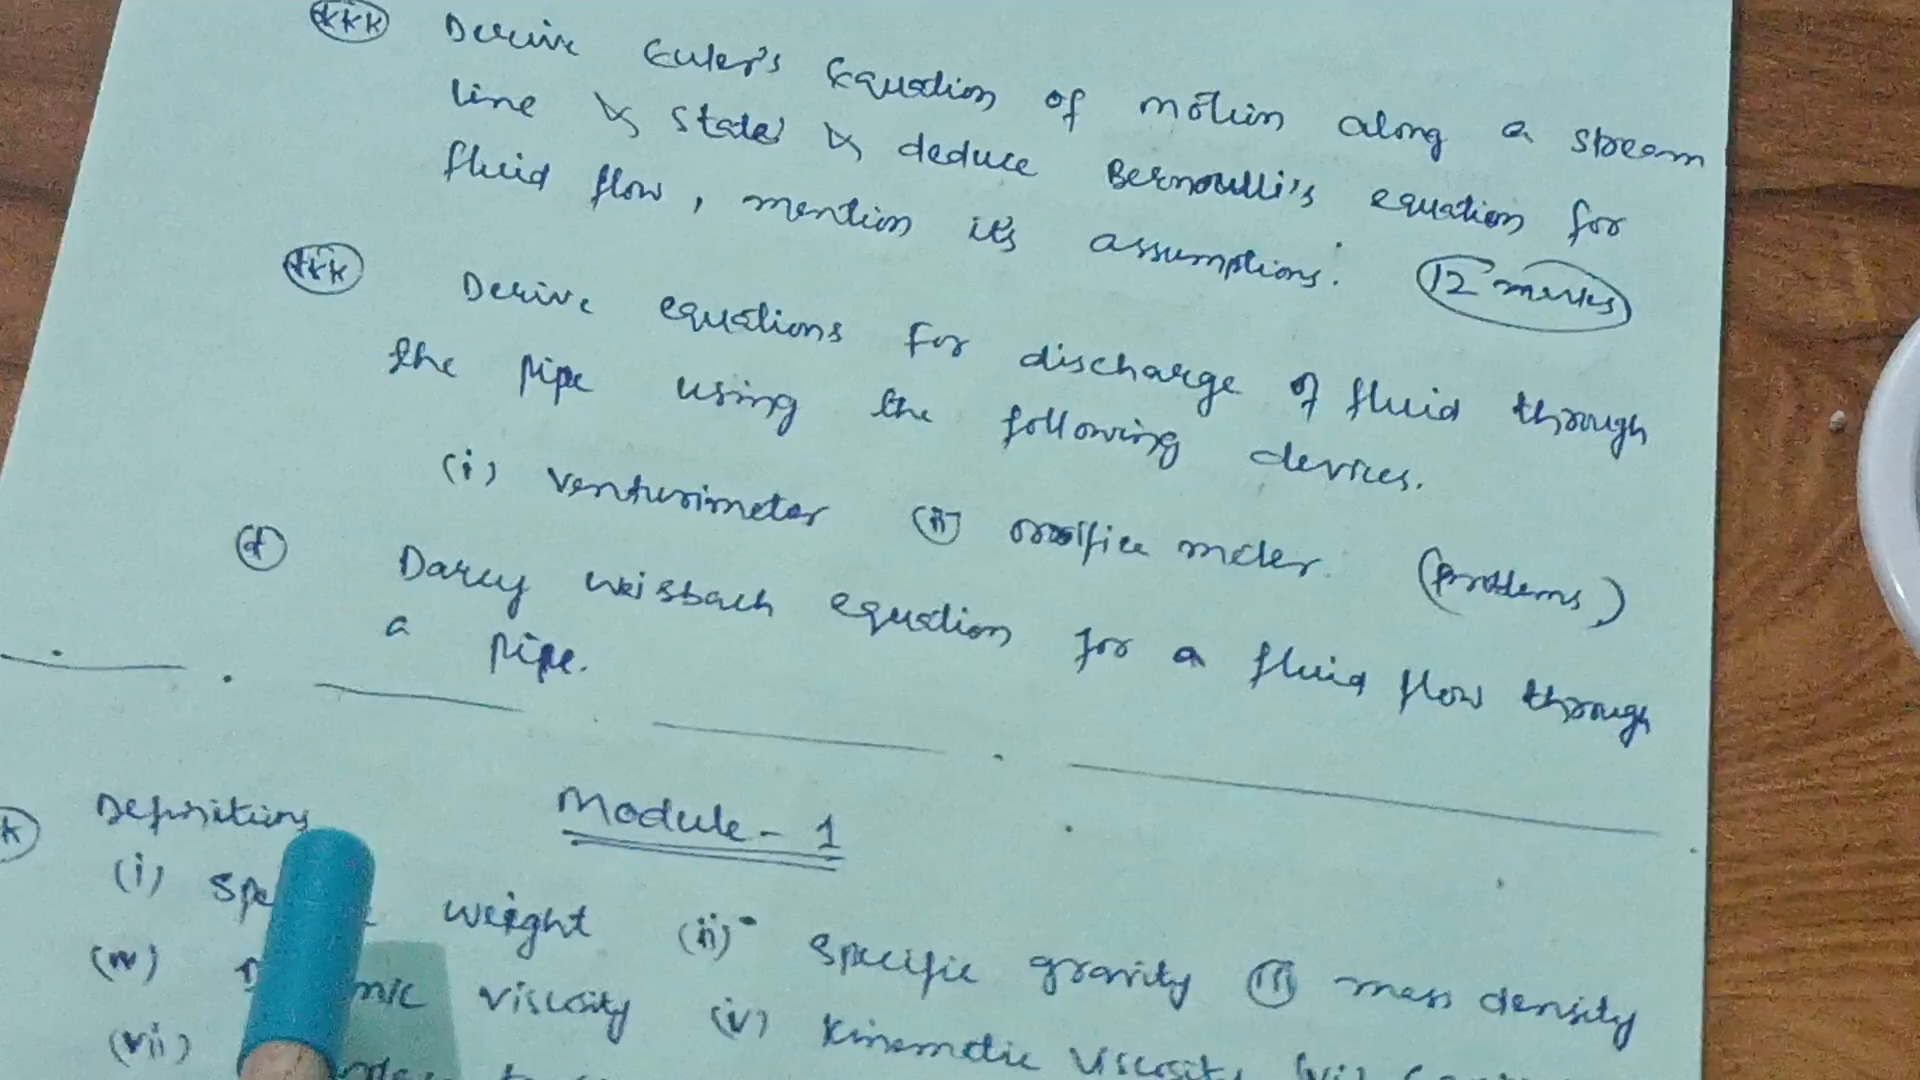 *** Derive Euler's Equation of motion along a stream
line & state & deduce Bernoulli's equation for
fluid flow, mention its assumptions. 12 marks
*** Derive equations for discharge of fluid through
the pipe using the following devices.
(i) Venturimeter (ii) orifice meter. (problems)
* Darcy weisbach equation for a fluid flow through
a pipe.
Module - 1
* Definitions
(i) weight (ii) specific gravity (iii) mass density
(iv) viscosity (v) Kinematic Viscosity (vi)
(vii)